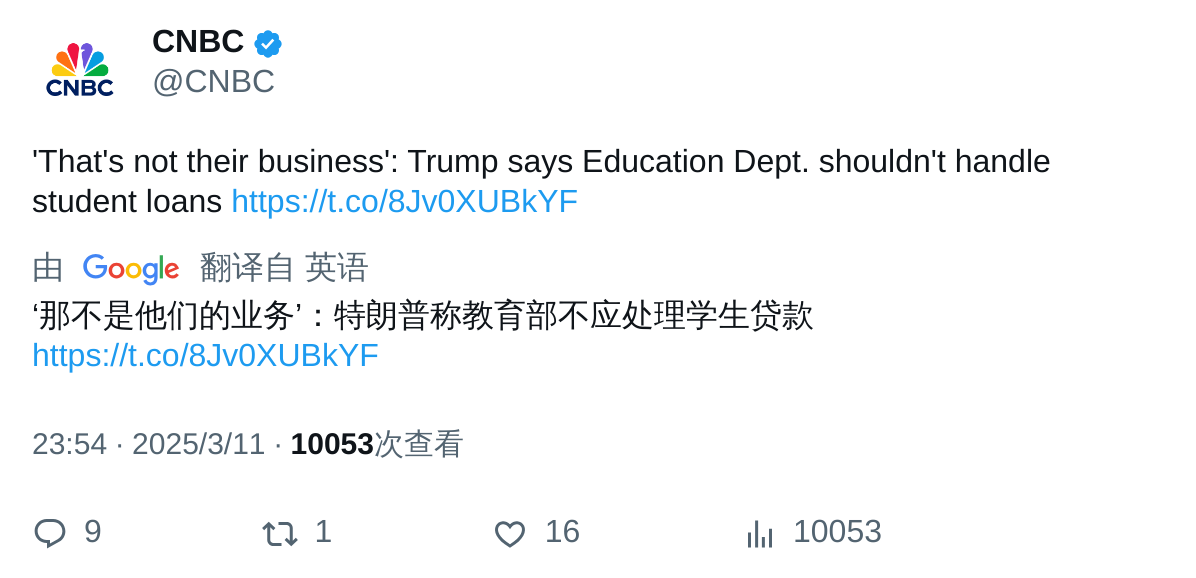 CNBC
CNBC
@CNBC
'That's not their business': Trump says Education Dept. shouldn't handle
student loans https://t.co/8Jv0XUBkYF
由 Google 翻译自 英语
‘那不是他们的业务’：特朗普称教育部不应处理学生贷款
https://t.co/8Jv0XUBkYF
23:54 · 2025/3/11 · 10053次查看
9 1 16 10053